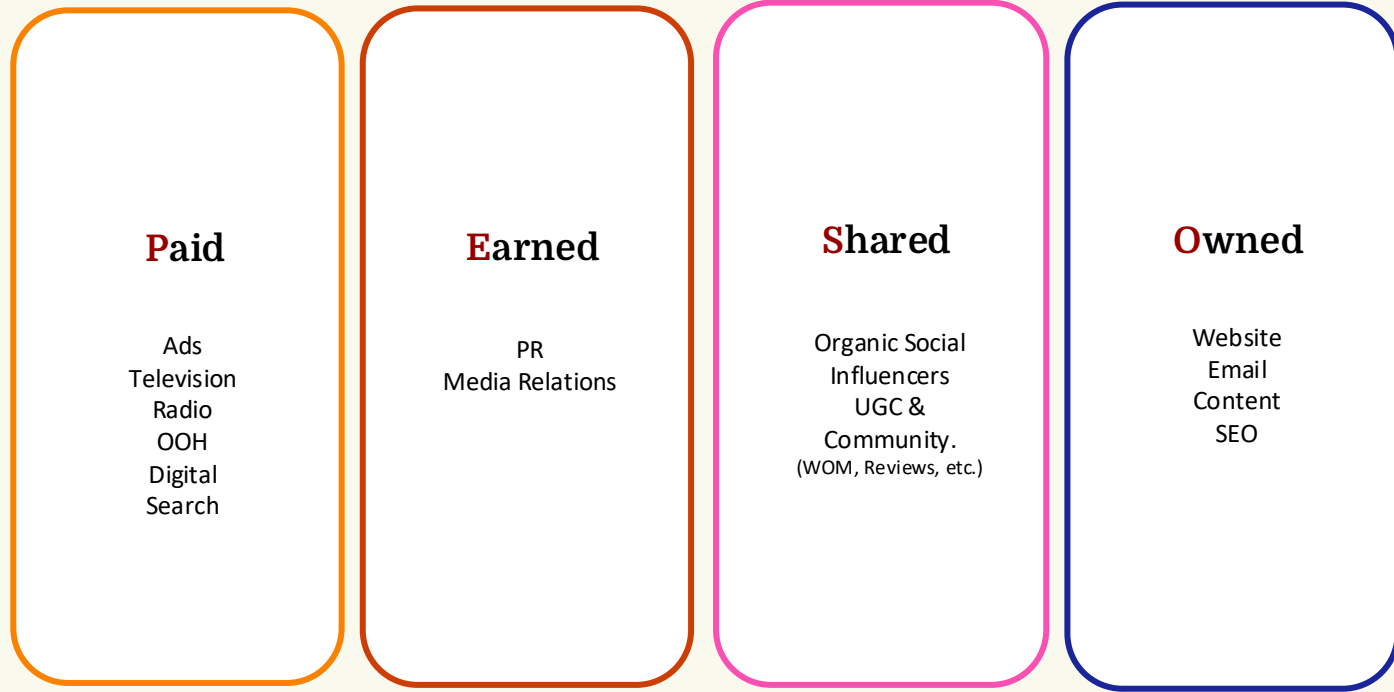 Paid
Ads
Television
Radio
OOH
Digital
Search
Earned
PR
Media Relations
Shared
Organic Social
Influencers
UGC &
Community.
(WOM, Reviews, etc.)
Owned
Website
Email
Content
SEO